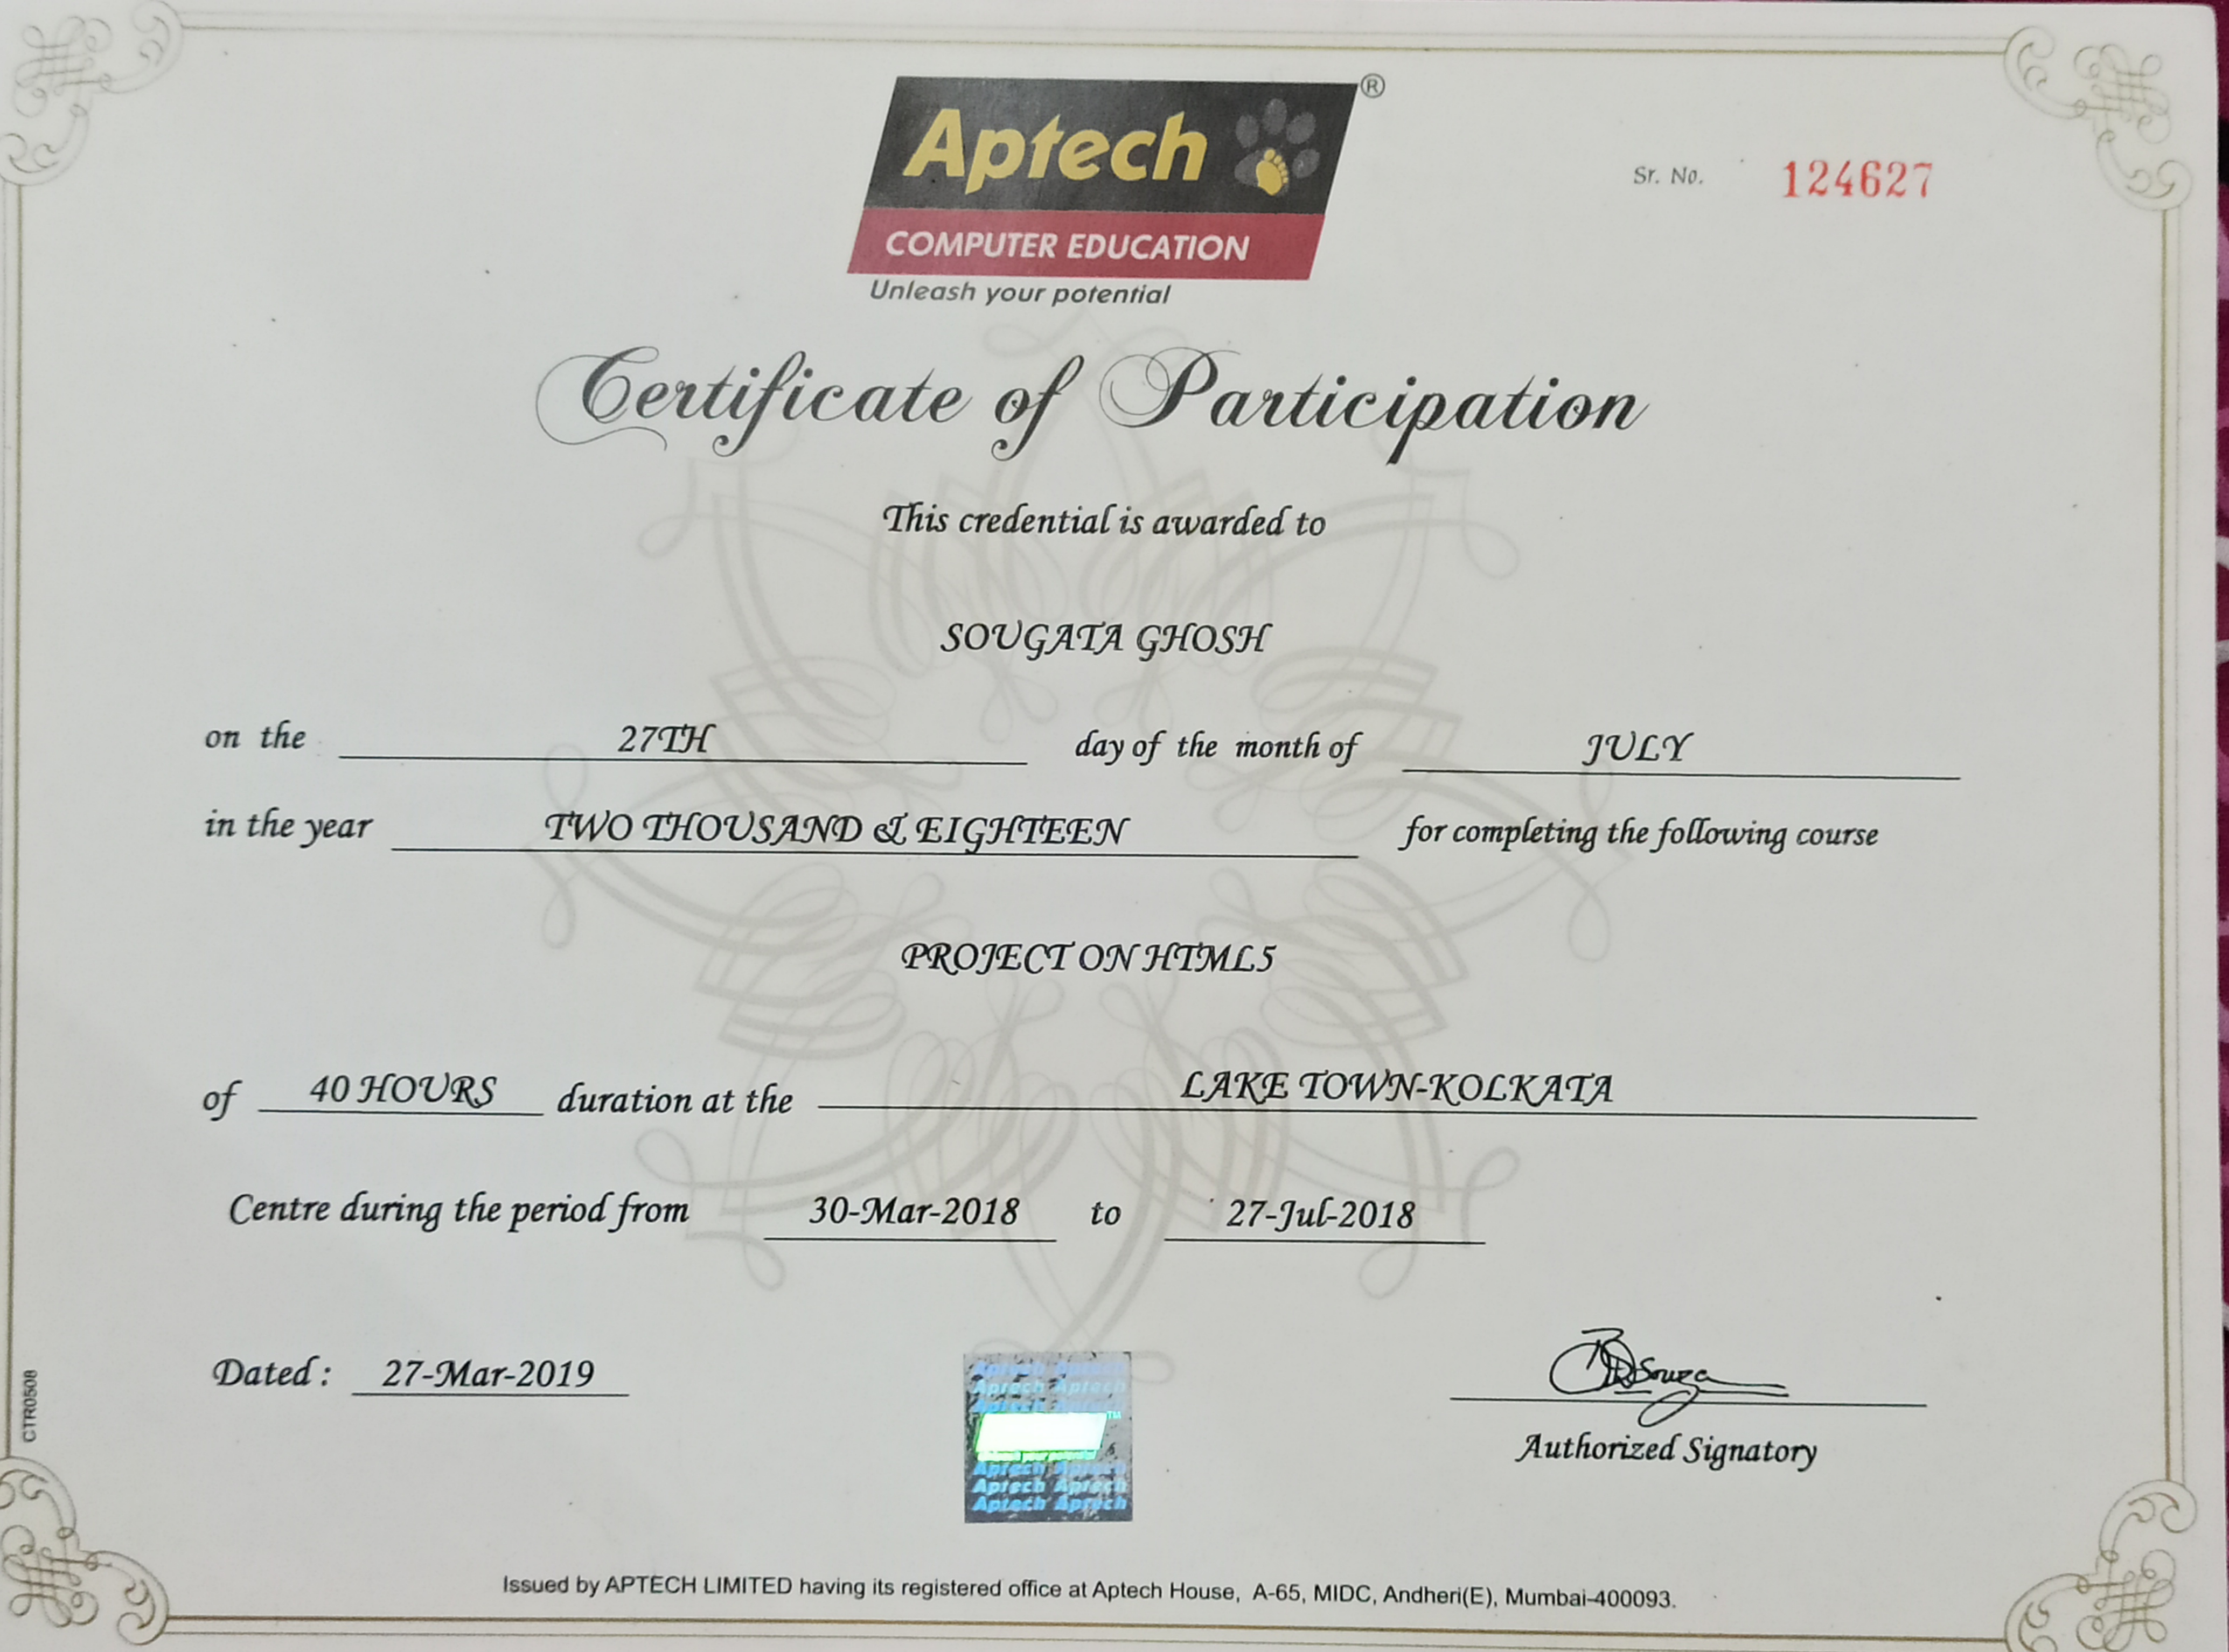 Aptech ®
COMPUTER EDUCATION
Unleash your potential
Sr. No. 124627
Certificate of Participation
This credential is awarded to
SOUGATA GHOSH
on the 27TH day of the month of JULY
in the year TWO THOUSAND & EIGHTEEN for completing the following course
PROJECT ON HTML5
of 40 HOURS duration at the LAKE TOWN-KOLKATA
Centre during the period from 30-Mar-2018 to 27-Jul-2018
Dated : 27-Mar-2019
Aptech Aptech
Aptech Aptech
TM
Aptech Aptech
Aptech Aptech
Aptech Aptech
Authorized Signatory
CTR0508
Issued by APTECH LIMITED having its registered office at Aptech House, A-65, MIDC, Andheri(E), Mumbai-400093.